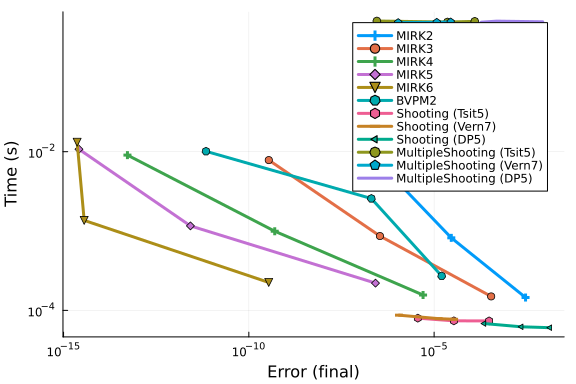 Time (s)
10⁻²
10⁻⁴
MIRK2
MIRK3
MIRK4
MIRK5
MIRK6
BVPM2
Shooting (Tsit5)
Shooting (Vern7)
Shooting (DP5)
MultipleShooting (Tsit5)
MultipleShooting (Vern7)
MultipleShooting (DP5)
10⁻¹⁵
10⁻¹⁰
10⁻⁵
Error (final)